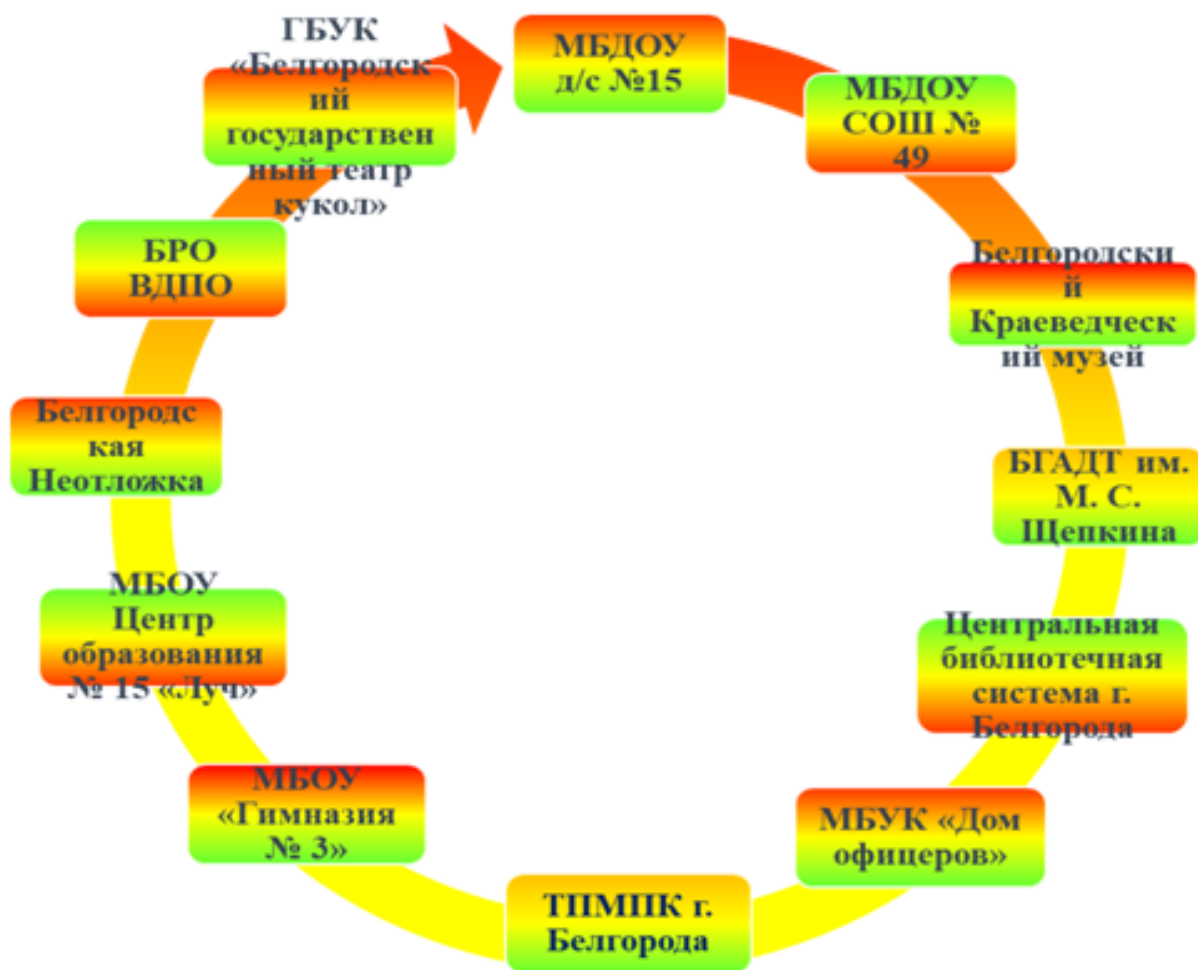 МБДОУ
д/с №15
МБДОУ
СОШ №
49
Белгородски
й
Краеведческ
ий музей
БГАДТ им.
М. С.
Щепкина
Центральная
библиотечная
система г.
Белгорода
МБУК «Дом
офицеров»
ТПМПК г.
Белгорода
МБОУ
«Гимназия
№ 3»
МБОУ
Центр
образования
№ 15 «Луч»
Белгородс
кая
Неотложка
БРО
ВДПО
ГБУК
«Белгородск
ий
государствен
ный театр
кукол»